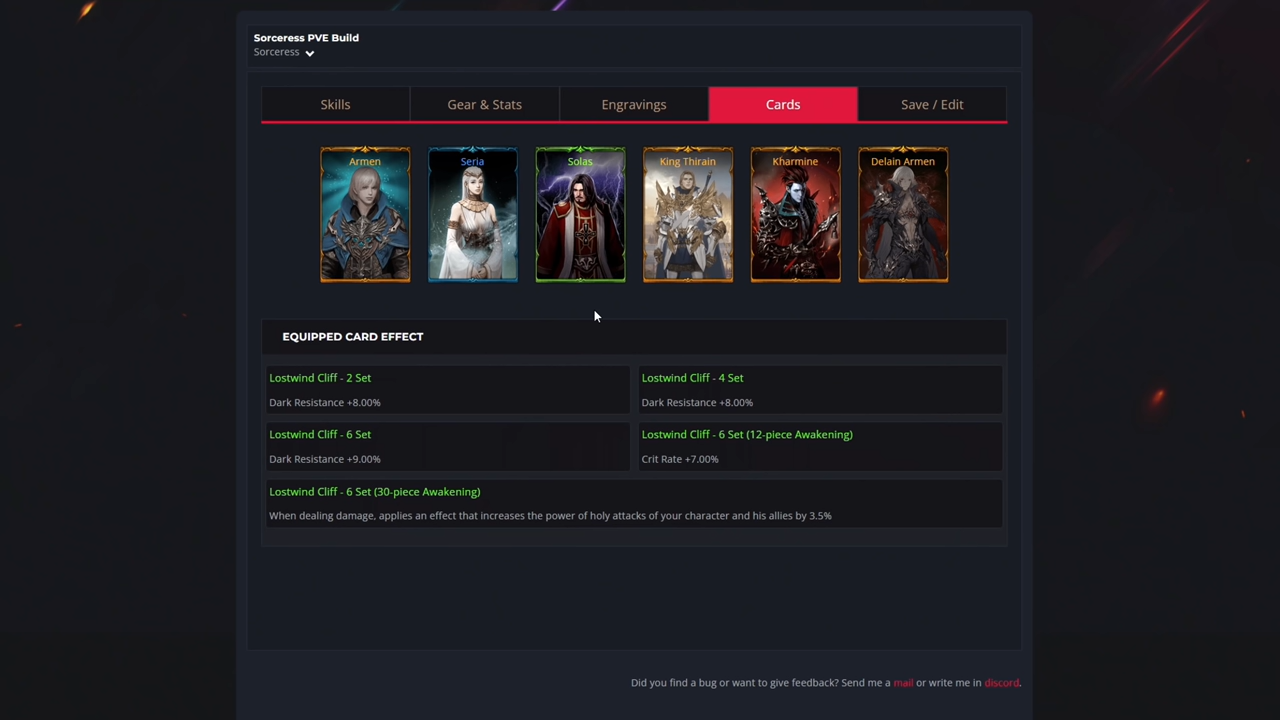 Sorceress PVE Build
Sorceress
Skills
Gear & Stats
Engravings
Cards
Save / Edit
Armen
Seria
Solas
King Thirain
Kharmine
Delain Armen
EQUIPPED CARD EFFECT
Lostwind Cliff - 2 Set
Dark Resistance +8.00%
Lostwind Cliff - 4 Set
Dark Resistance +8.00%
Lostwind Cliff - 6 Set
Dark Resistance +9.00%
Lostwind Cliff - 6 Set (12-piece Awakening)
Crit Rate +7.00%
Lostwind Cliff - 6 Set (30-piece Awakening)
When dealing damage, applies an effect that increases the power of holy attacks of your character and his allies by 3.5%
Did you find a bug or want to give feedback? Send me a mail or write me in discord.